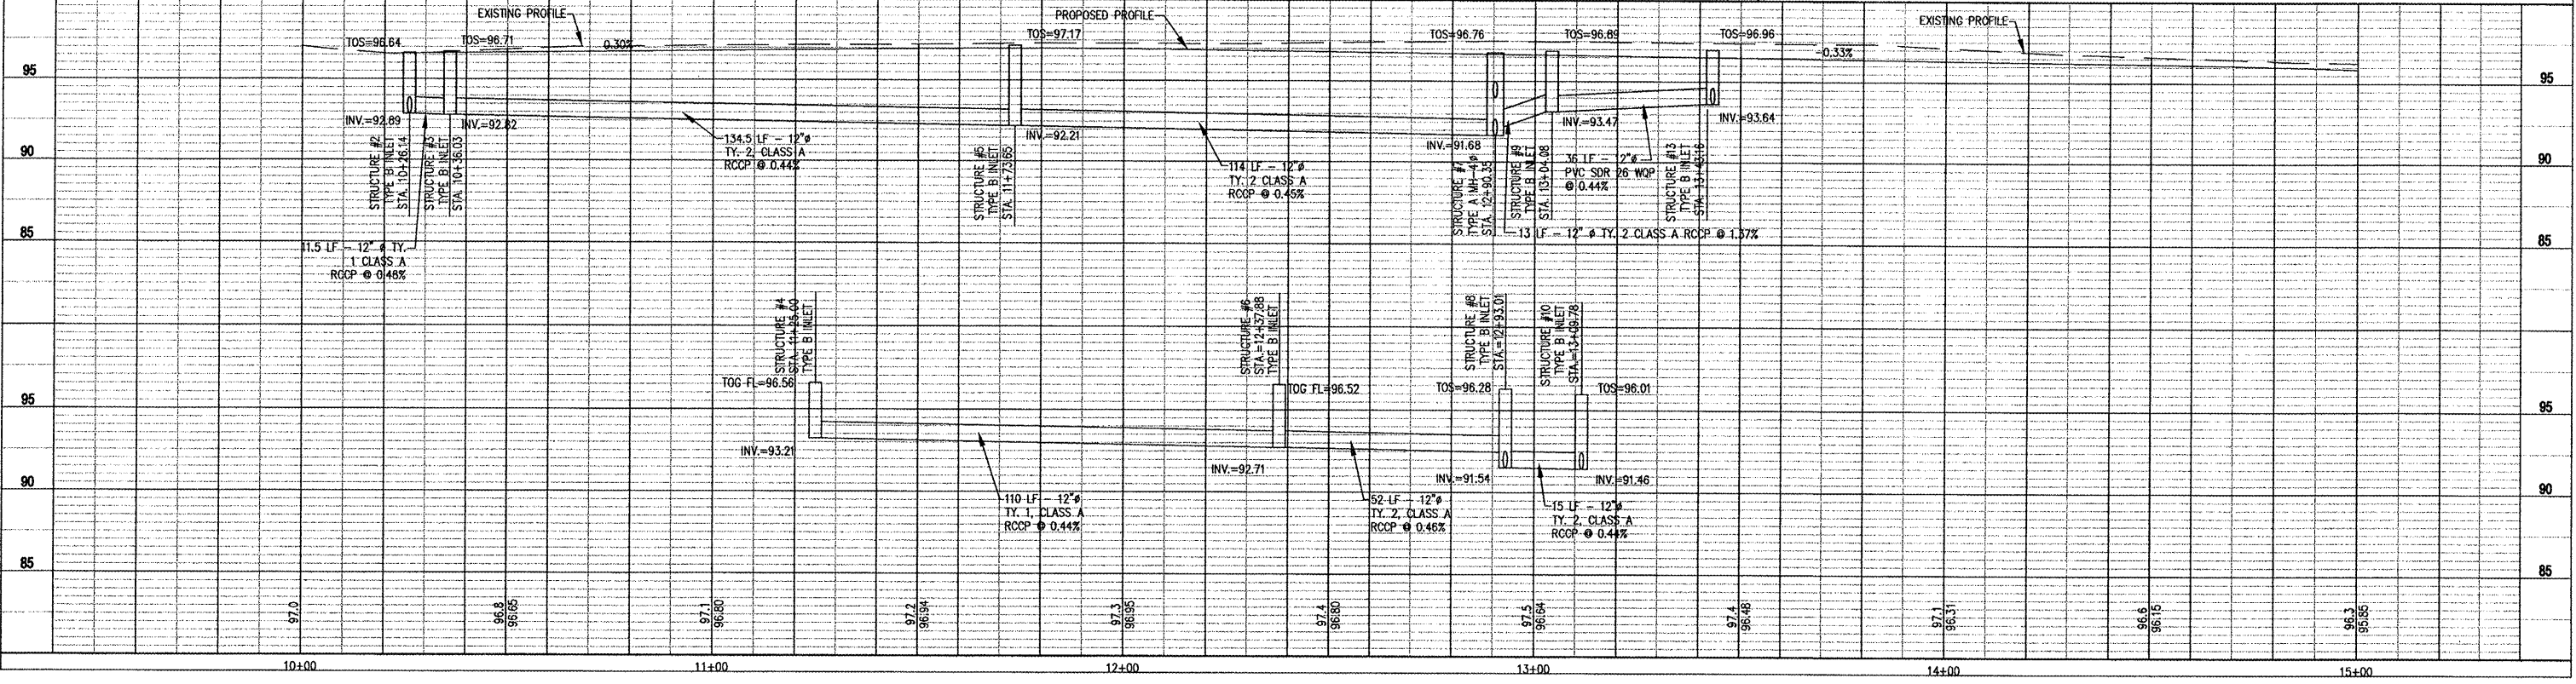 EXISTING PROFILE
PROPOSED PROFILE
EXISTING PROFILE
TOS=96.64
TOS=96.71
0.30%
TOS=97.17
TOS=96.76
TOS=96.89
TOS=96.96
-0.33%
95
95
INV.=92.89
INV.=92.82
INV.=92.21
INV.=91.68
INV.=93.47
INV.=93.64
STRUCTURE #2
TYPE B INLET
STA. 10+26.14
STRUCTURE #3
TYPE B INLET
STA. 10+36.03
134.5 LF - 12"ø
TY. 2, CLASS A
RCCP @ 0.44%
STRUCTURE #5
TYPE B INLET
STA. 11+73.65
114 LF - 12"ø
TY. 2 CLASS A
RCCP @ 0.45%
STRUCTURE #7
TYPE A MH-4'ø
STA. 12+90.35
STRUCTURE #9
TYPE B INLET
STA. 13+04.08
36 LF - 12"ø
PVC SDR 26 WQP
@ 0.44%
STRUCTURE #13
TYPE B INLET
STA. 13+43.16
90
90
13 LF - 12" ø TY. 2 CLASS A RCCP @ 1.37%
85
85
11.5 LF - 12" ø TY.
1 CLASS A
RCCP @ 0.48%
STRUCTURE #4
STA. 11+25.00
TYPE B INLET
STRUCTURE #6
STA.=12+37.88
TYPE B INLET
STRUCTURE #8
TYPE B INLET
STA.=12+93.01
STRUCTURE #10
TYPE B INLET
STA.=13+09.78
TOG FL=96.56
TOG FL=96.52
TOS=96.28
TOS=96.01
95
95
INV.=93.21
INV.=92.71
INV.=91.54
INV.=91.46
90
90
110 LF - 12"ø
TY. 1, CLASS A
RCCP @ 0.44%
52 LF - 12"ø
TY. 2, CLASS A
RCCP @ 0.46%
15 LF - 12"ø
TY. 2, CLASS A
RCCP @ 0.44%
85
85
97.0
96.8
96.65
97.1
96.80
97.2
96.94
97.3
96.95
97.4
96.80
97.5
96.64
97.4
96.48
97.1
96.31
96.6
96.15
96.3
95.85
10+00
11+00
12+00
13+00
14+00
15+00